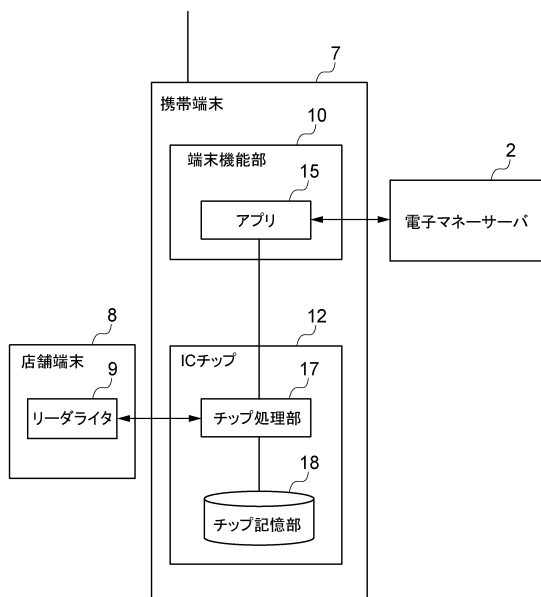 7
携帯端末
10
端末機能部
15
アプリ
2
電子マネーサーバ
8
店舗端末
9
リーダライタ
12
ICチップ
17
チップ処理部
18
チップ記憶部